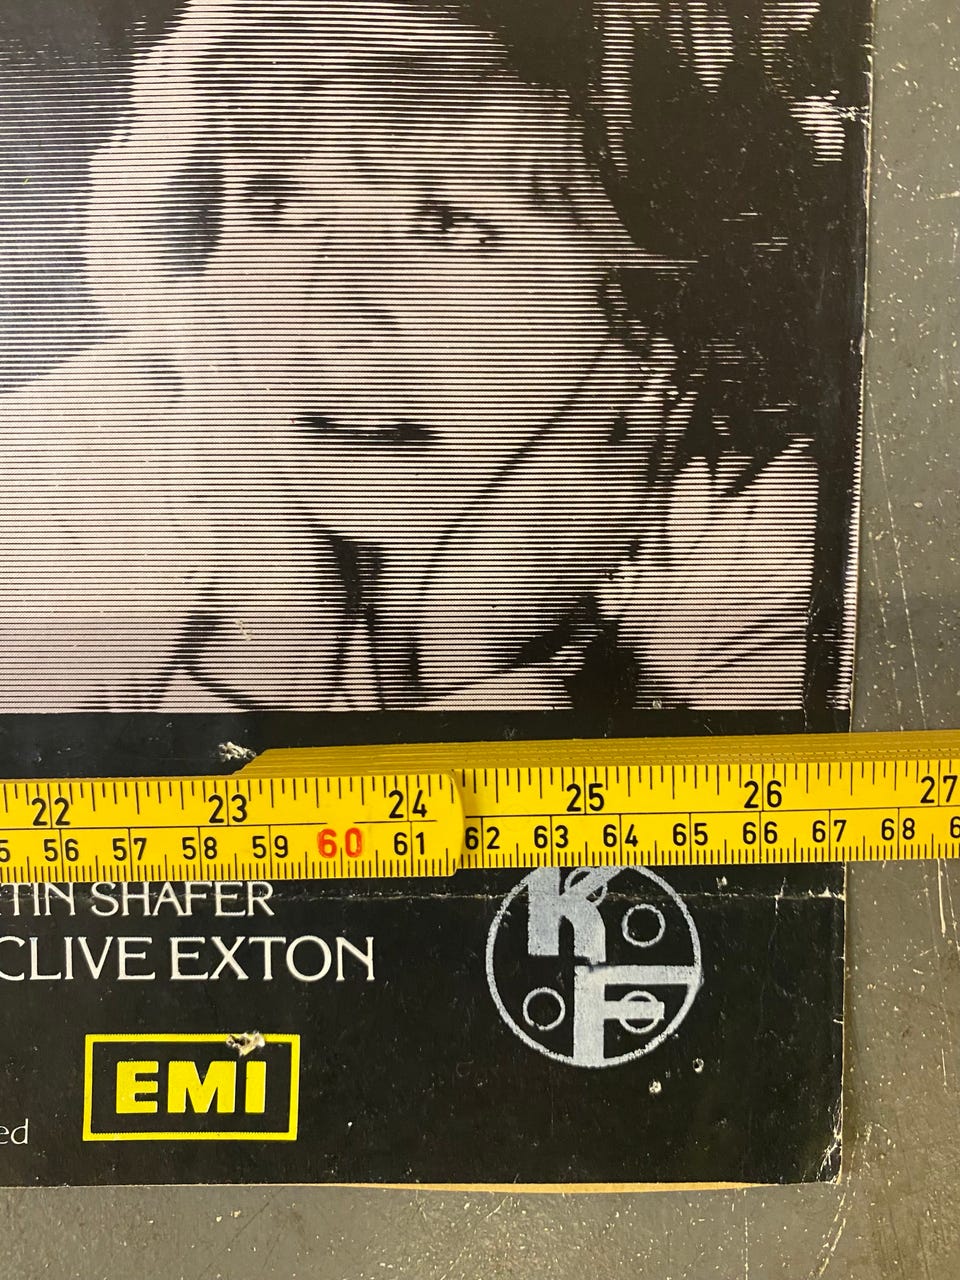 22 23 24 25 26 27
56 57 58 59 60 61 62 63 64 65 66 67 68
TIN SHAFER
CLIVE EXTON
KF
EMI
ed